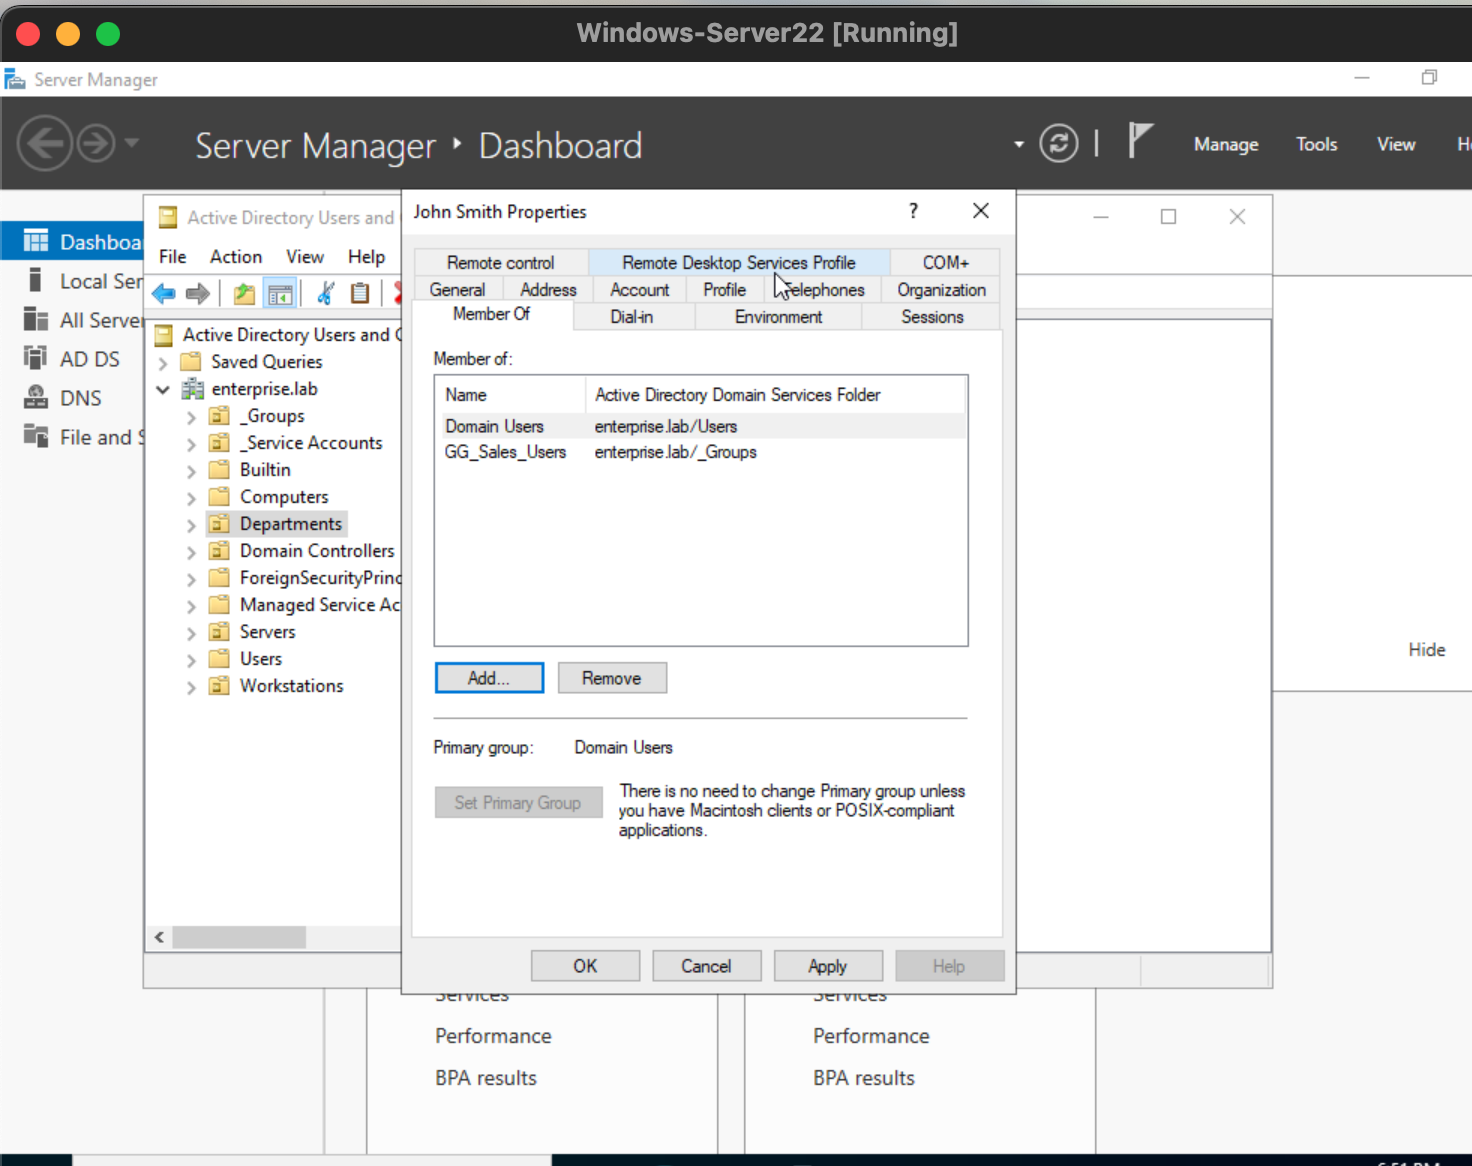 Windows-Server22 [Running]
Server Manager
Server Manager
Dashboard
Manage
Tools
View
Active Directory Users and
File
Action
View
Help
Dashboa
Local Ser
All Server
AD DS
DNS
File and S
Active Directory Users and C
Saved Queries
enterprise.lab
_Groups
_Service Accounts
Builtin
Computers
Departments
Domain Controllers
ForeignSecurityPrinc
Managed Service Ac
Servers
Users
Workstations
John Smith Properties
?
Remote control
Remote Desktop Services Profile
COM+
General
Address
Account
Profile
Telephones
Organization
Member Of
Dial-in
Environment
Sessions
Member of:
Name
Active Directory Domain Services Folder
Domain Users
enterprise.lab/Users
GG_Sales_Users
enterprise.lab/_Groups
Add...
Remove
Primary group:
Domain Users
Set Primary Group
There is no need to change Primary group unless
you have Macintosh clients or POSIX-compliant
applications.
OK
Cancel
Apply
Help
Hide
Services
Performance
BPA results
Services
Performance
BPA results